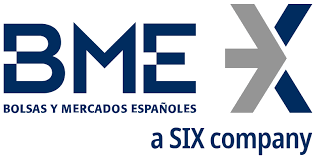 BME X
BOLSAS Y MERCADOS ESPAÑOLES
a SIX company